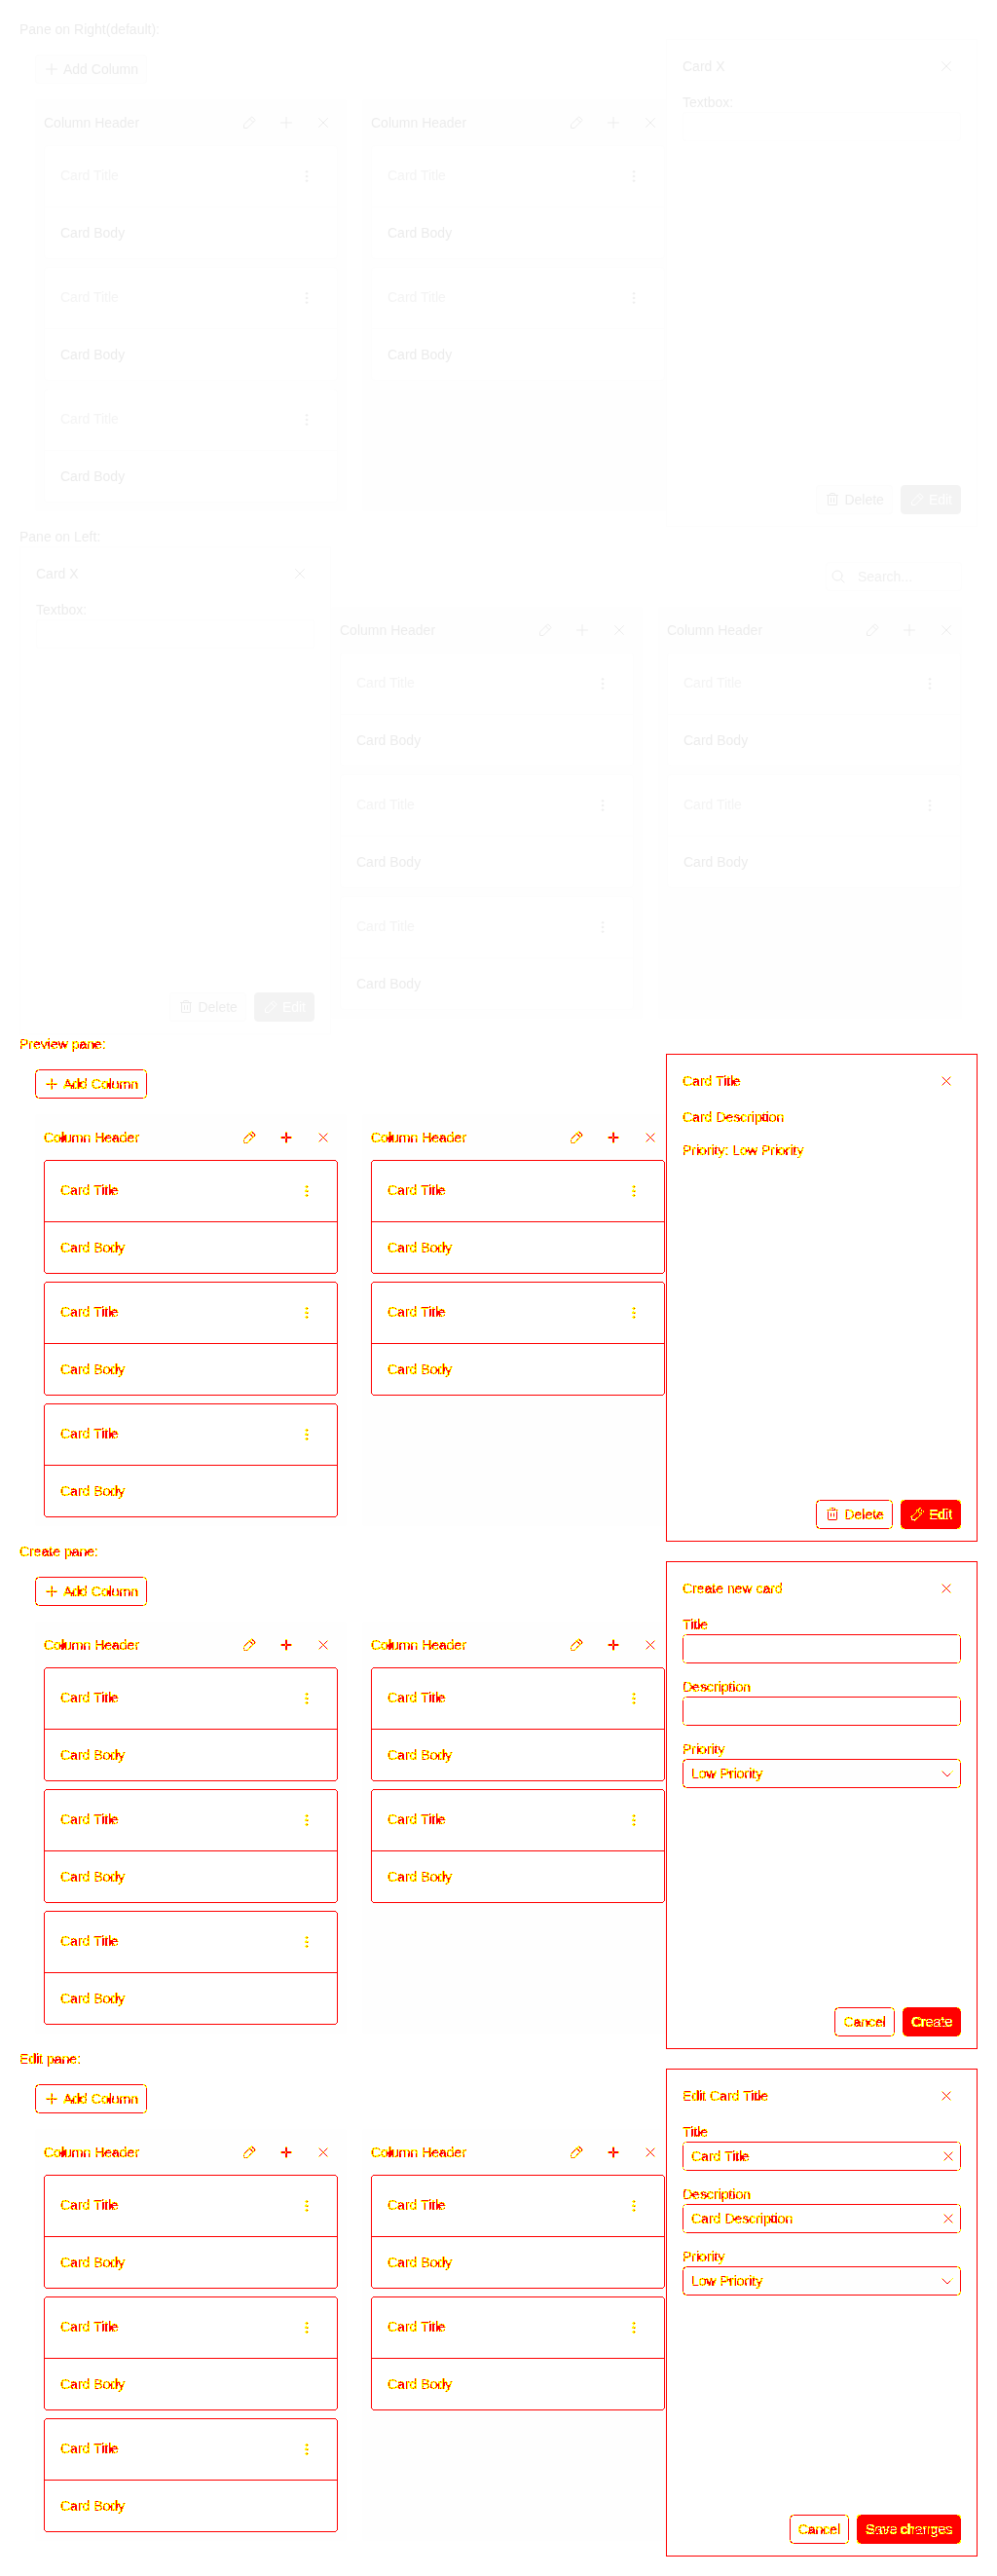 Pane on Right(default):
Add Column
Card X
Textbox:
Column Header
Column Header
Card Title
Card Title
Card Body
Card Body
Card Title
Card Title
Card Body
Card Body
Card Title
Card Body
Delete
Edit
Pane on Left:
Card X
Search...
Textbox:
Column Header
Column Header
Card Title
Card Title
Card Body
Card Body
Card Title
Card Title
Card Body
Card Body
Card Title
Card Body
Delete
Edit
Preview pane:
Add Column
Card Title
Card Description
Column Header
Column Header
Priority: Low Priority
Card Title
Card Title
Card Body
Card Body
Card Title
Card Title
Card Body
Card Body
Card Title
Card Body
Delete
Edit
Create pane:
Add Column
Create new card
Title
Column Header
Column Header
Description
Card Title
Card Title
Priority
Card Body
Card Body
Low Priority
Card Title
Card Title
Card Body
Card Body
Card Title
Card Body
Cancel
Create
Edit pane:
Add Column
Edit Card Title
Title
Column Header
Column Header
Card Title
Description
Card Title
Card Title
Card Description
Priority
Card Body
Card Body
Low Priority
Card Title
Card Title
Card Body
Card Body
Card Title
Card Body
Cancel
Save changes